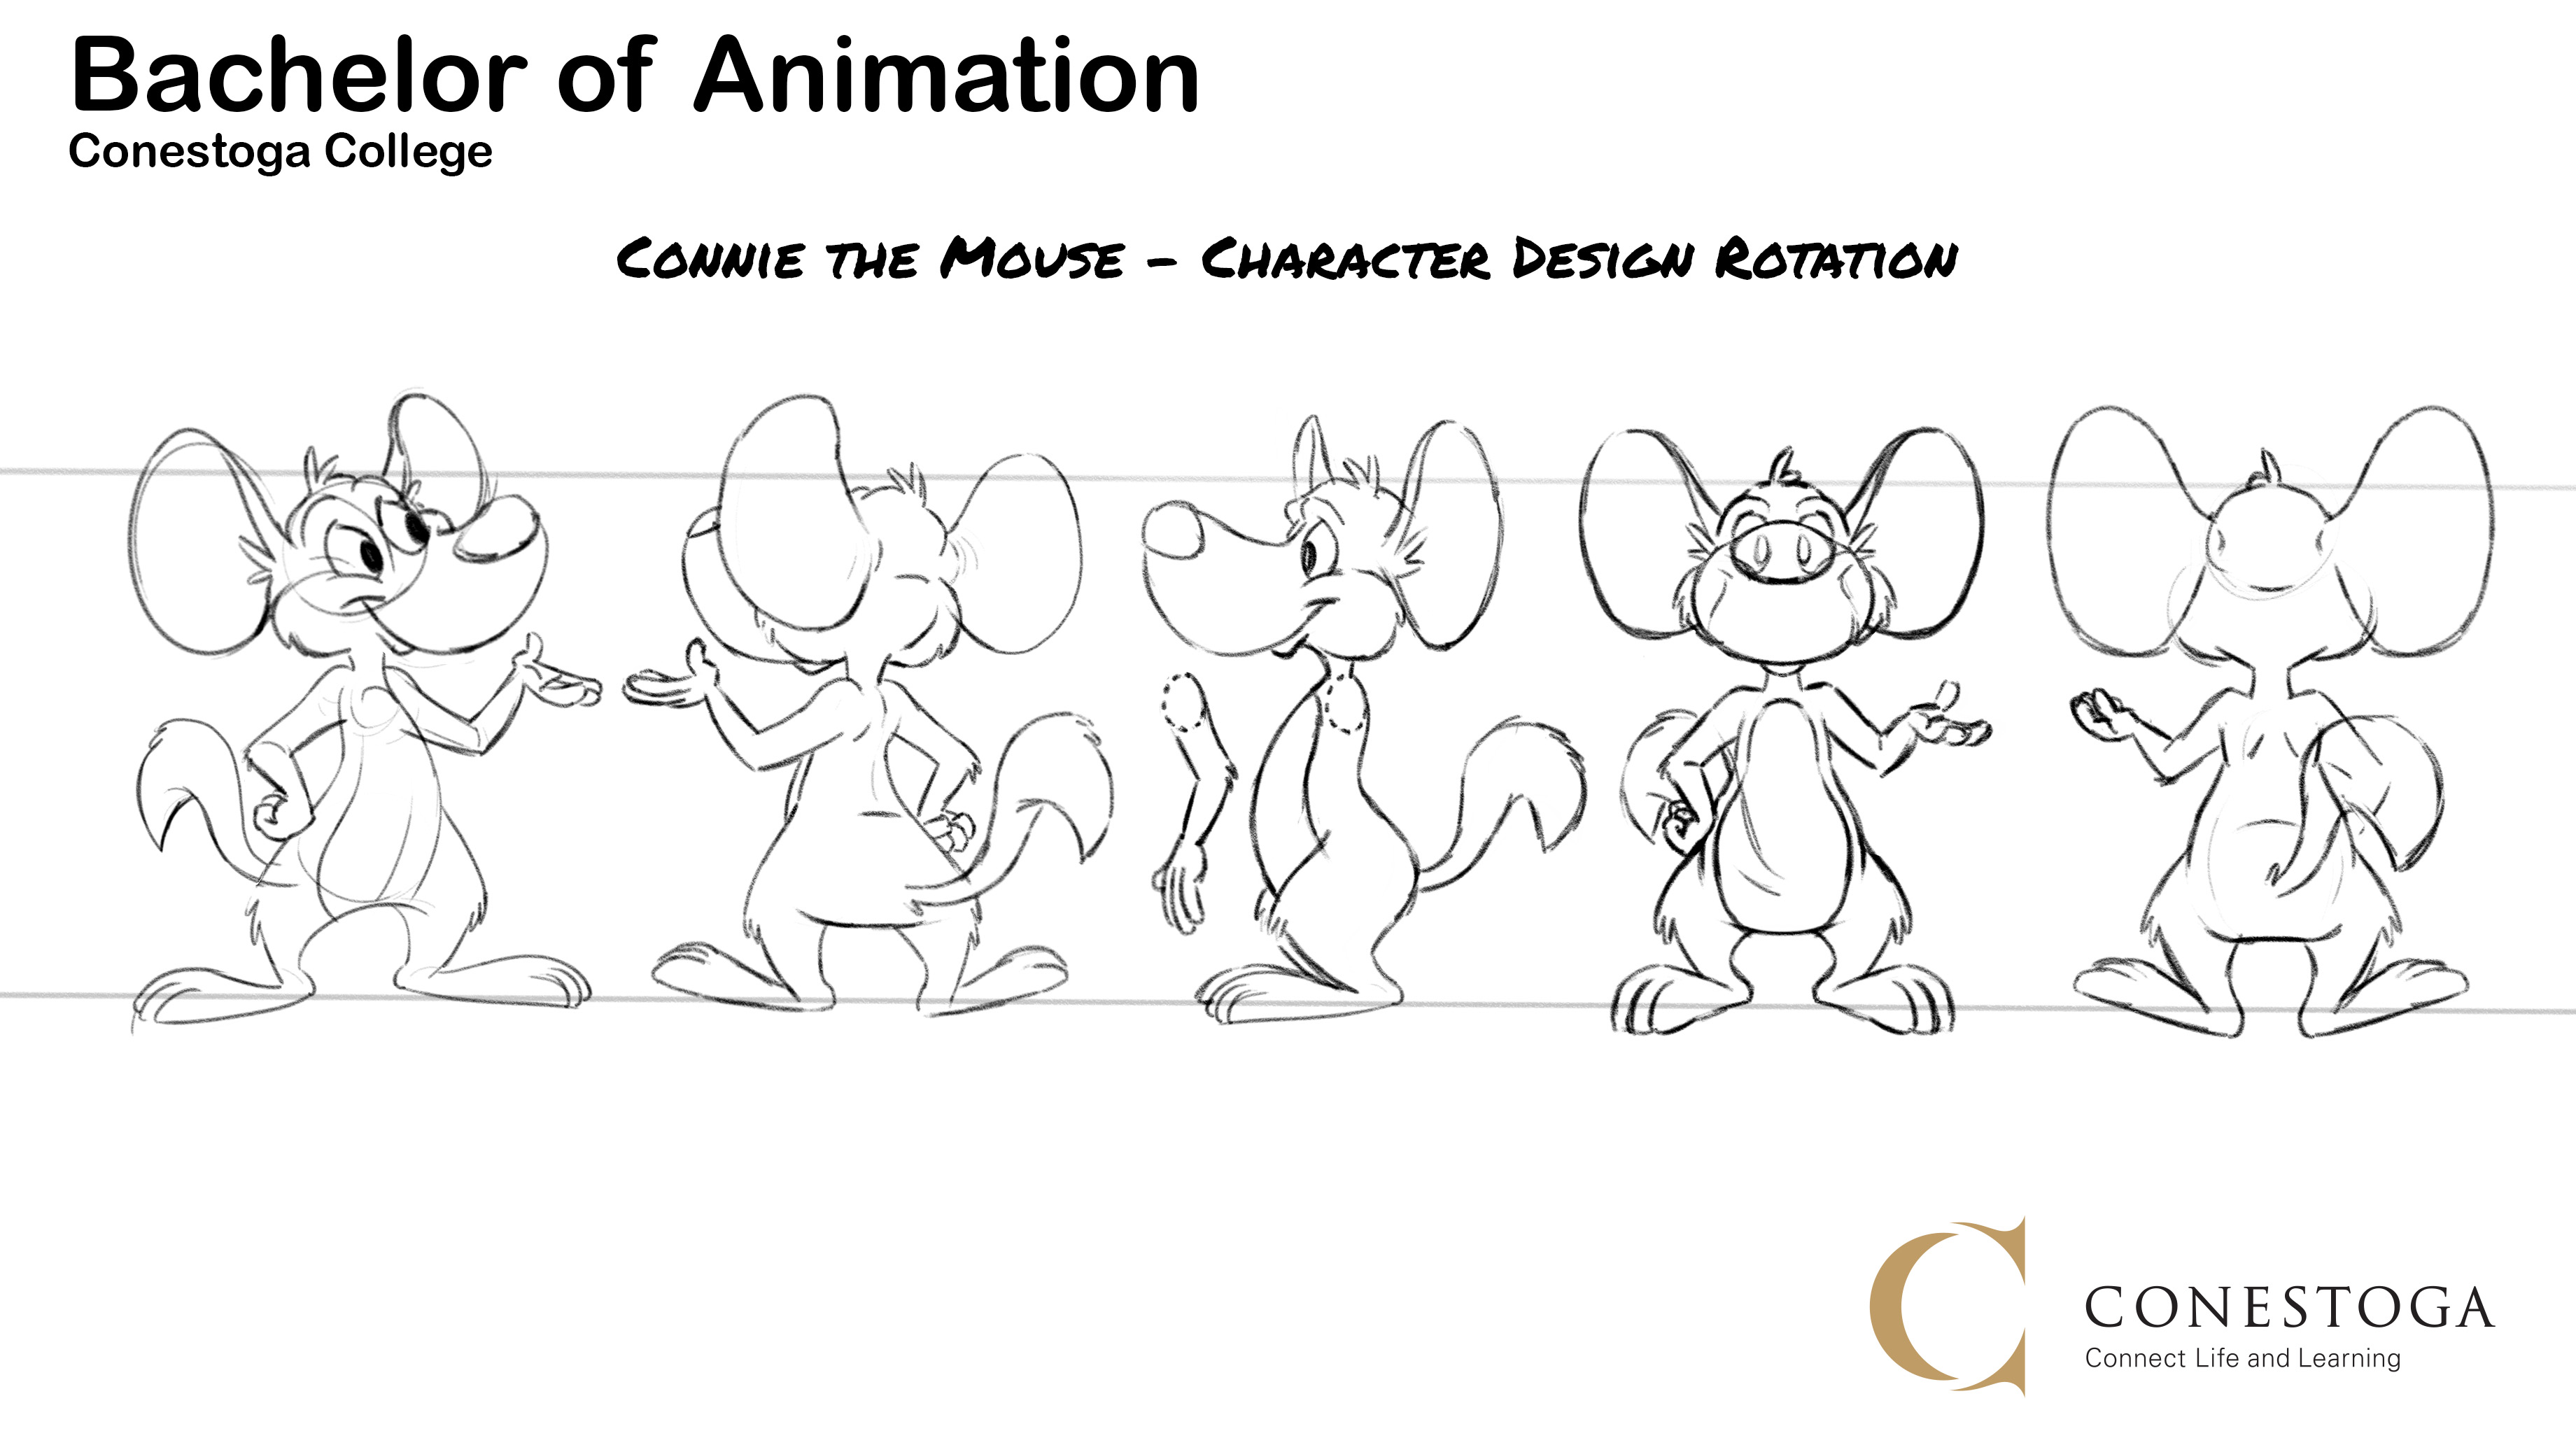 Bachelor of Animation
Conestoga College
Connie the Mouse - Character Design Rotation
CONESTOGA
Connect Life and Learning